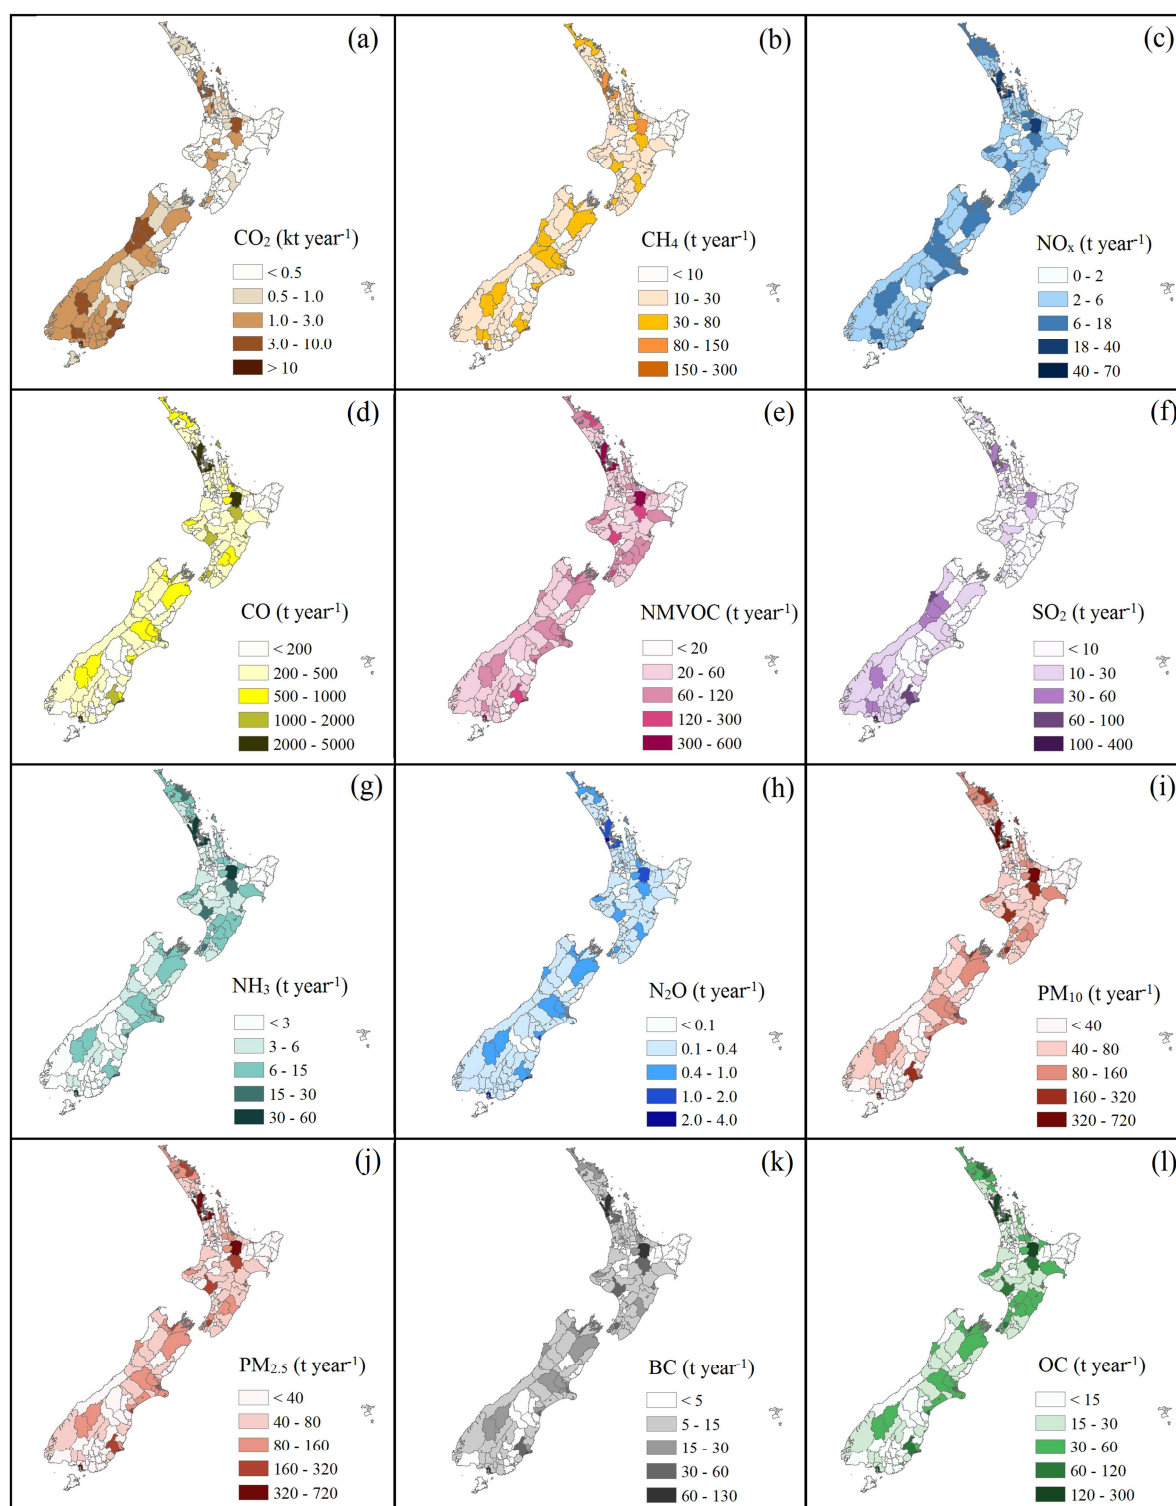 (a)
CO₂ (kt year⁻¹)
< 0.5
0.5 - 1.0
1.0 - 3.0
3.0 - 10.0
> 10
(b)
CH₄ (t year⁻¹)
< 10
10 - 30
30 - 80
80 - 150
150 - 300
(c)
NOₓ (t year⁻¹)
0 - 2
2 - 6
6 - 18
18 - 40
40 - 70
(d)
CO (t year⁻¹)
< 200
200 - 500
500 - 1000
1000 - 2000
2000 - 5000
(e)
NMVOC (t year⁻¹)
< 20
20 - 60
60 - 120
120 - 300
300 - 600
(f)
SO₂ (t year⁻¹)
< 10
10 - 30
30 - 60
60 - 100
100 - 400
(g)
NH₃ (t year⁻¹)
< 3
3 - 6
6 - 15
15 - 30
30 - 60
(h)
N₂O (t year⁻¹)
< 0.1
0.1 - 0.4
0.4 - 1.0
1.0 - 2.0
2.0 - 4.0
(i)
PM₁₀ (t year⁻¹)
< 40
40 - 80
80 - 160
160 - 320
320 - 720
(j)
PM₂.₅ (t year⁻¹)
< 40
40 - 80
80 - 160
160 - 320
320 - 720
(k)
BC (t year⁻¹)
< 5
5 - 15
15 - 30
30 - 60
60 - 130
(l)
OC (t year⁻¹)
< 15
15 - 30
30 - 60
60 - 120
120 - 300